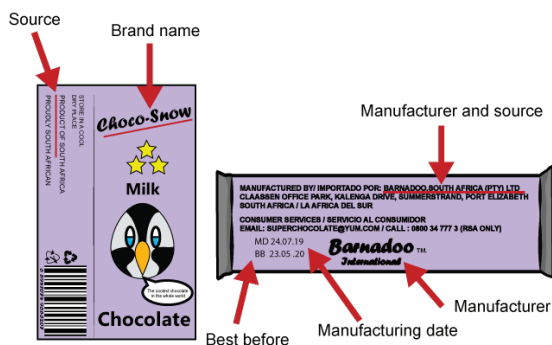 Source
Brand name
STORE IN A COOL
DRY PLACE
PRODUCT OF SOUTH AFRICA
PROUDLY SOUTH AFRICAN
Choco-Snow
Milk
The coolest chocolate
in the whole world
Chocolate
Manufacturer and source
MANUFACTURED BY/ IMPORTADO POR: BARNADOO.SOUTH AFRICA (PTY) LTD
CLAASSEN OFFICE PARK, KALENGA DRIVE, SUMMERSTRAND, PORT ELIZABETH
SOUTH AFRICA / LA AFRICA DEL SUR
CONSUMER SERVICES / SERVICIO AL CONSUMIDOR
EMAIL: SUPERCHOCOLATE@YUM.COM / CALL : 0800 34 777 3 (RSA ONLY)
MD 24.07.19
BB 23.05 .20
Barnadoo TM.
International
Manufacturer
Manufacturing date
Best before